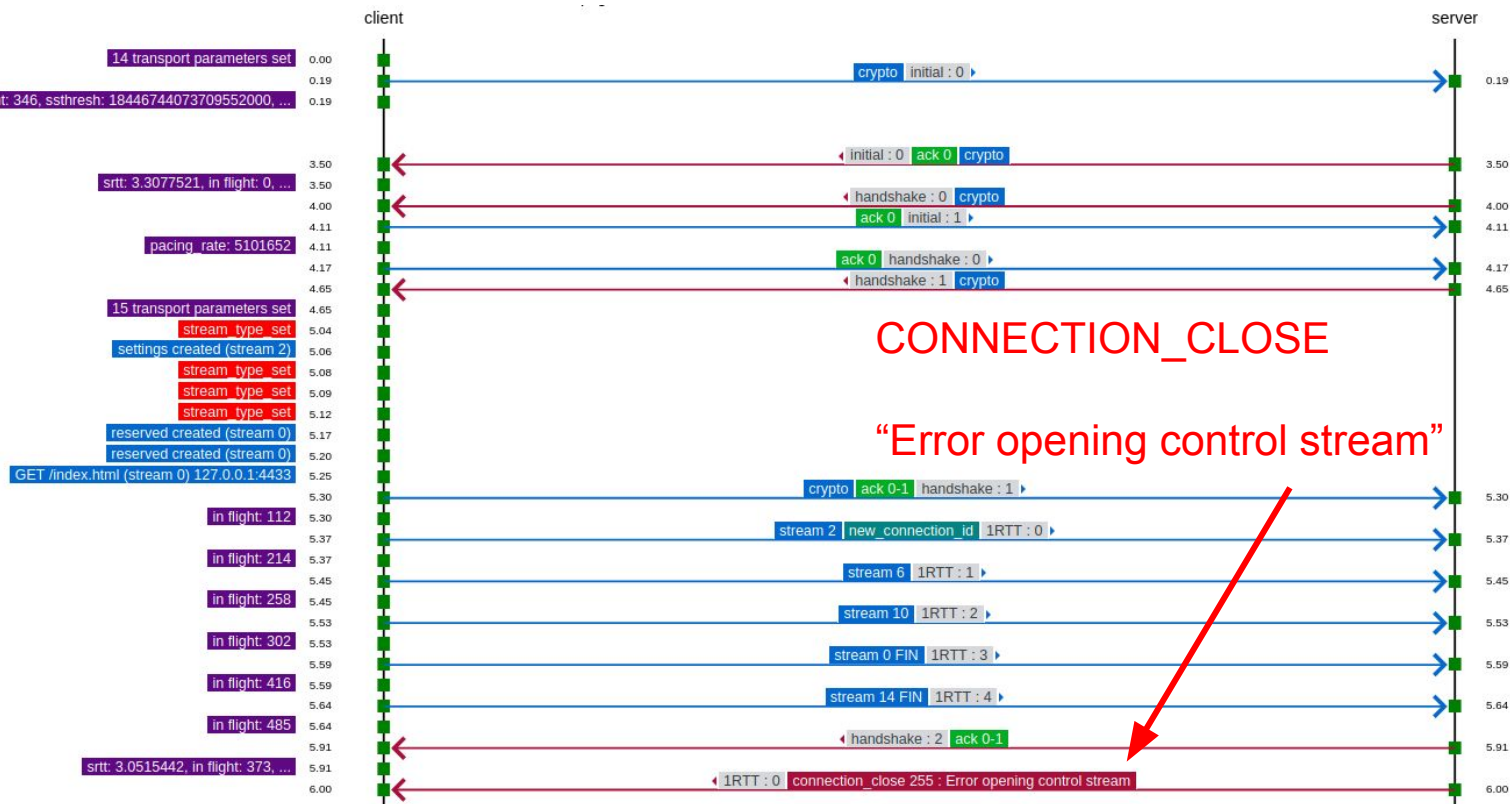 client server
14 transport parameters set 0.00
0.19 crypto initial : 0 0.19
t: 346, ssthresh: 18446744073709552000, ... 0.19
3.50 initial : 0 ack 0 crypto 3.50
srtt: 3.3077521, in flight: 0, ... 3.50
4.00 handshake : 0 crypto 4.00
4.11 ack 0 initial : 1 4.11
pacing_rate: 5101652 4.11
4.17 ack 0 handshake : 0 4.17
4.65 handshake : 1 crypto 4.65
15 transport parameters set 4.65
stream_type_set 5.04
CONNECTION_CLOSE
settings created (stream 2) 5.06
stream_type_set 5.08
stream_type_set 5.09
stream_type_set 5.12
reserved created (stream 0) 5.17
“Error opening control stream”
reserved created (stream 0) 5.20
GET /index.html (stream 0) 127.0.0.1:4433 5.25
5.30 crypto ack 0-1 handshake : 1 5.30
in flight: 112 5.30
5.37 stream 2 new_connection_id 1RTT : 0 5.37
in flight: 214 5.37
5.45 stream 6 1RTT : 1 5.45
in flight: 258 5.45
5.53 stream 10 1RTT : 2 5.53
in flight: 302 5.53
5.59 stream 0 FIN 1RTT : 3 5.59
in flight: 416 5.59
5.64 stream 14 FIN 1RTT : 4 5.64
in flight: 485 5.64
5.91 handshake : 2 ack 0-1 5.91
srtt: 3.0515442, in flight: 373, ... 5.91
6.00 1RTT : 0 connection_close 255 : Error opening control stream 6.00